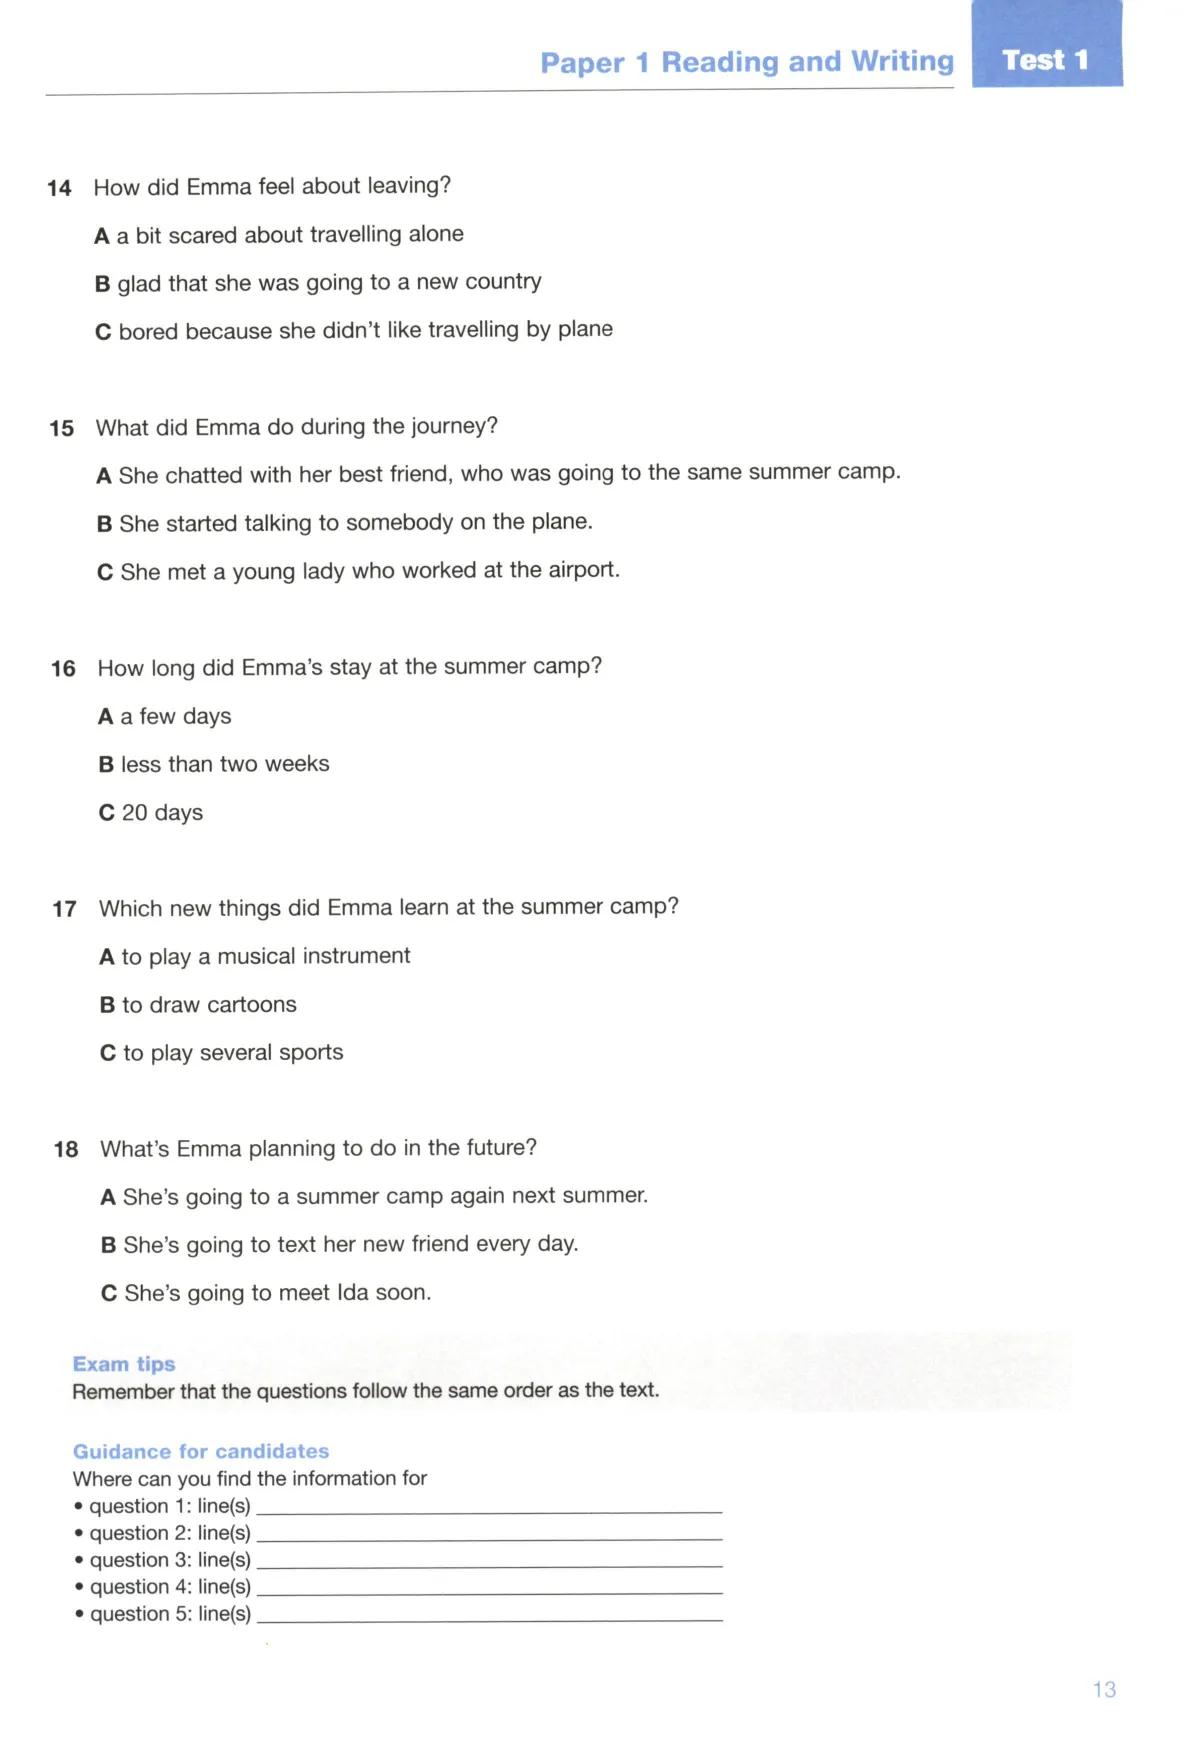 Paper 1 Reading and Writing Test 1
14 How did Emma feel about leaving?
A a bit scared about travelling alone
B glad that she was going to a new country
C bored because she didn't like travelling by plane
15 What did Emma do during the journey?
A She chatted with her best friend, who was going to the same summer camp.
B She started talking to somebody on the plane.
C She met a young lady who worked at the airport.
16 How long did Emma's stay at the summer camp?
A a few days
B less than two weeks
C 20 days
17 Which new things did Emma learn at the summer camp?
A to play a musical instrument
B to draw cartoons
C to play several sports
18 What's Emma planning to do in the future?
A She's going to a summer camp again next summer.
B She's going to text her new friend every day.
C She's going to meet Ida soon.
Exam tips
Remember that the questions follow the same order as the text.
Guidance for candidates
Where can you find the information for
• question 1: line(s)
• question 2: line(s)
• question 3: line(s)
• question 4: line(s)
• question 5: line(s)
13